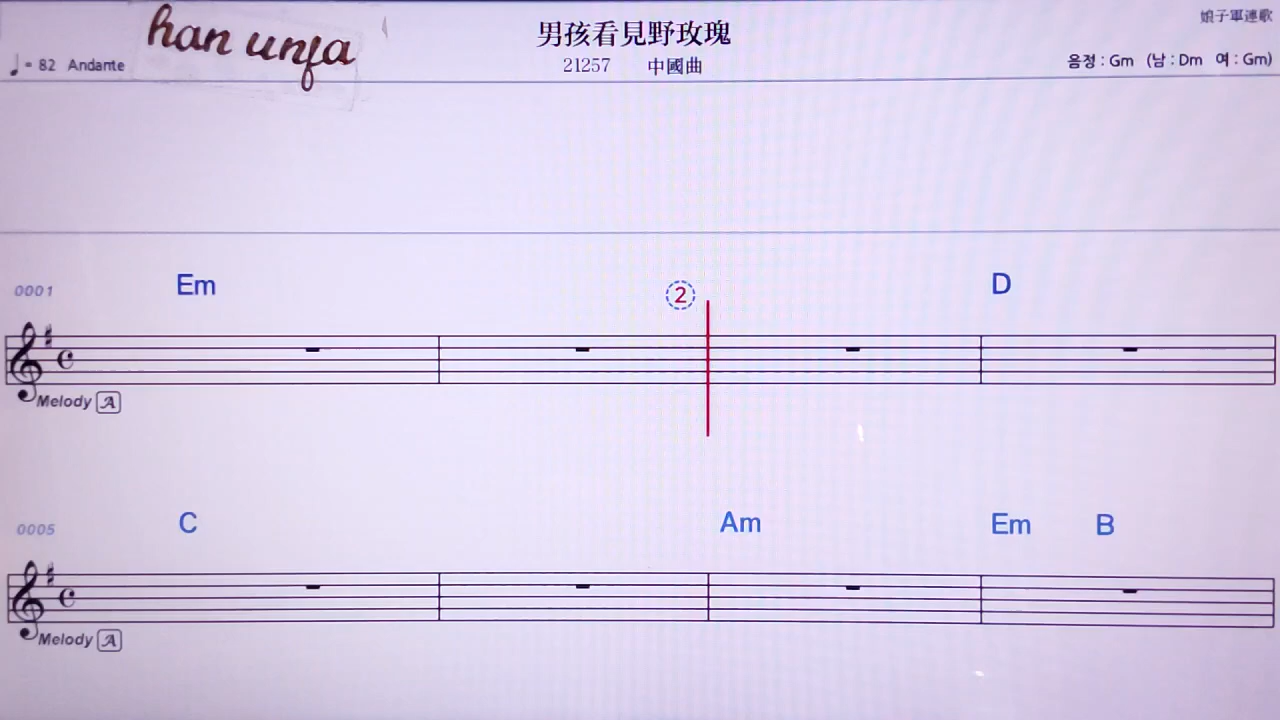 han unfa
男孩看見野玫瑰
娘子軍連歌
♩= 82 Andante
21257 中國曲
음정 : Gm (남 : Dm 여 : Gm)
0001 Em ② D
Melody A
0005 C Am Em B
Melody A